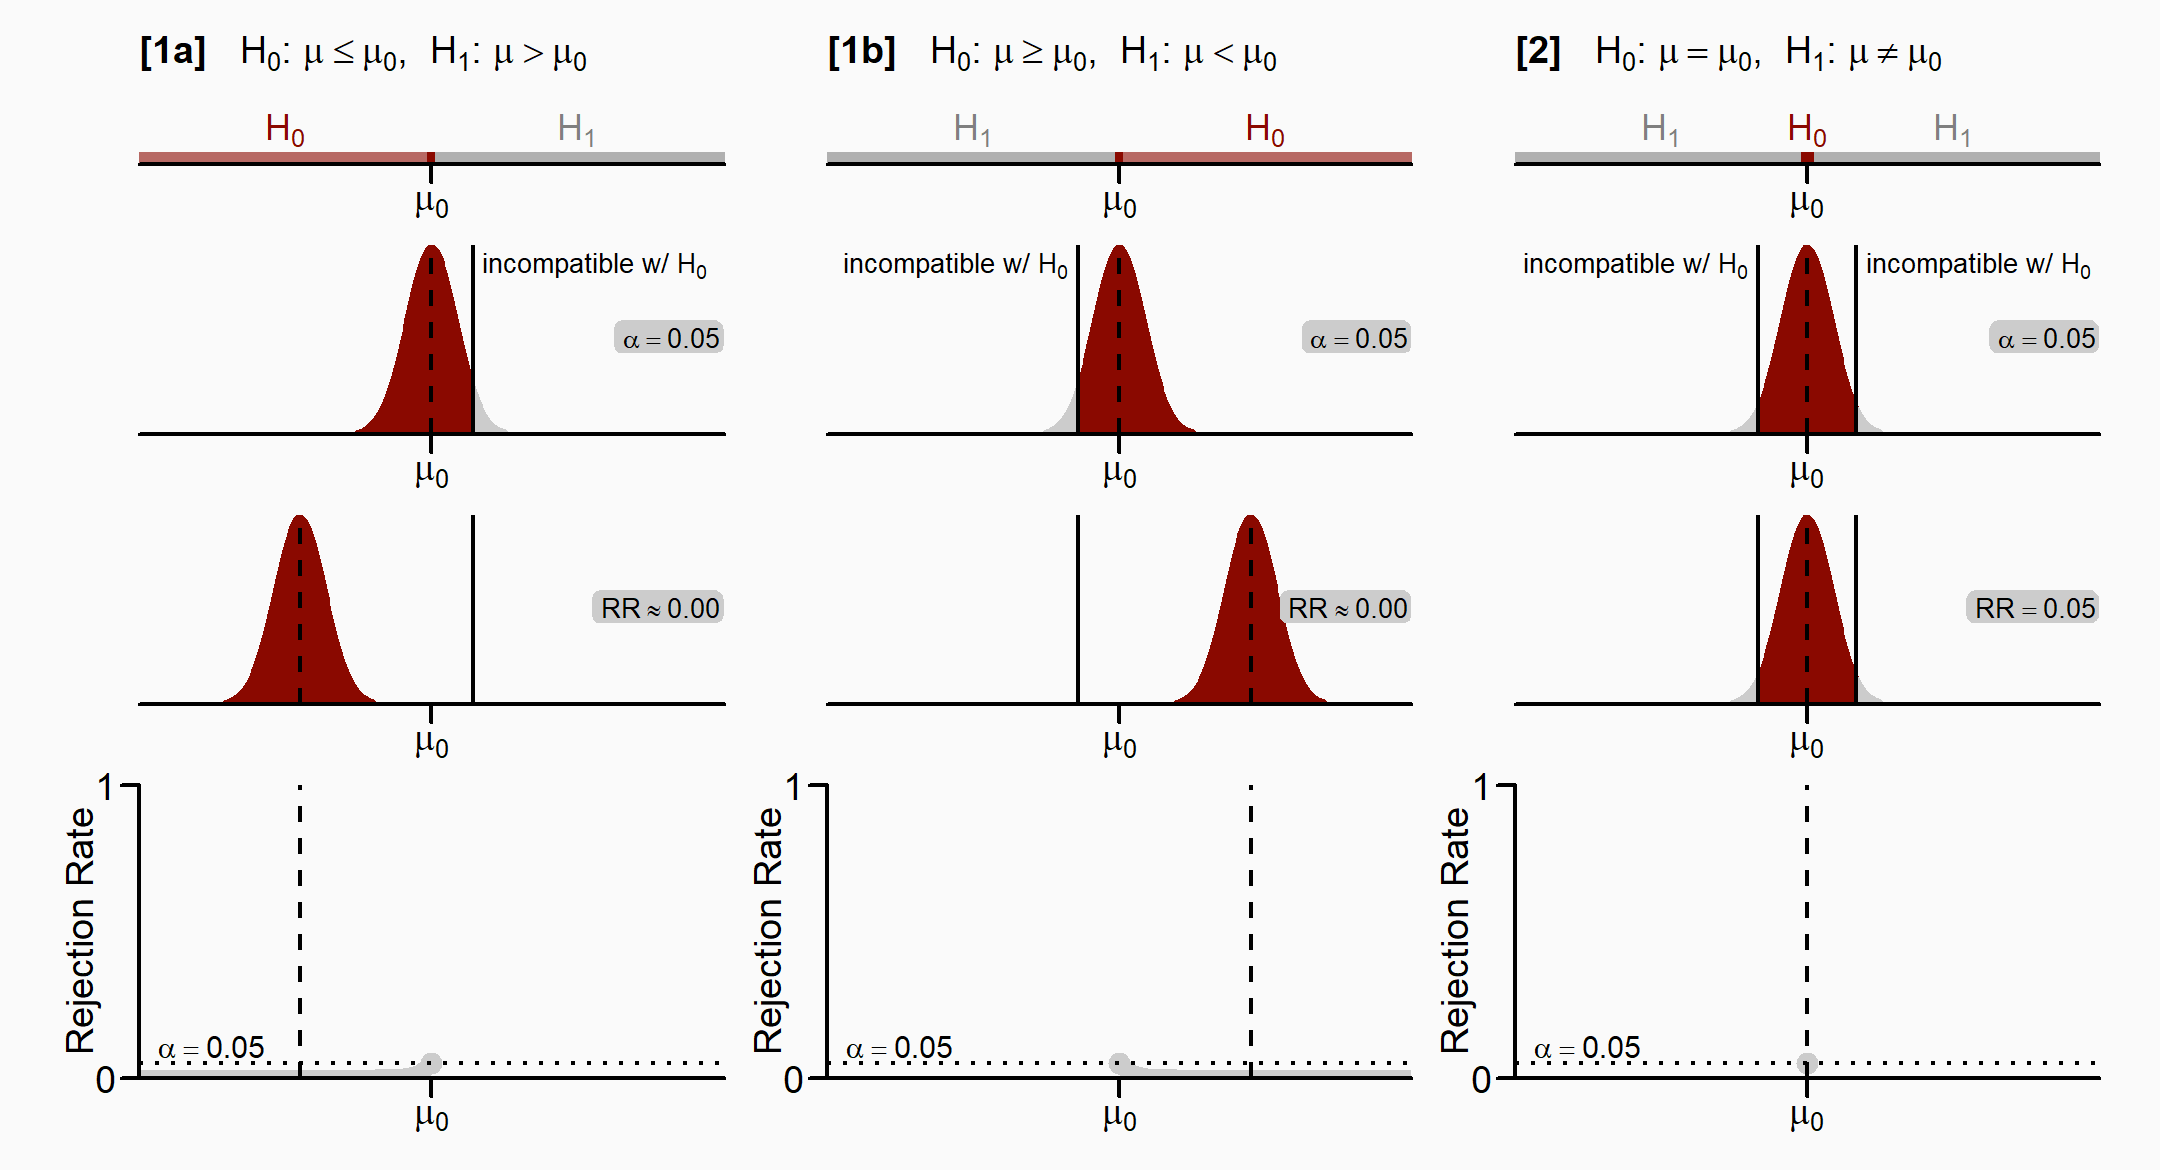 [1a] H₀: μ ≤ μ₀, H₁: μ > μ₀
H₀ H₁
μ₀
incompatible w/ H₀
α = 0.05
μ₀
RR ≈ 0.00
μ₀
1
Rejection Rate
α = 0.05
0
μ₀
[1b] H₀: μ ≥ μ₀, H₁: μ < μ₀
H₁ H₀
μ₀
incompatible w/ H₀
α = 0.05
μ₀
RR ≈ 0.00
μ₀
1
Rejection Rate
α = 0.05
0
μ₀
[2] H₀: μ = μ₀, H₁: μ ≠ μ₀
H₁ H₀ H₁
μ₀
incompatible w/ H₀ incompatible w/ H₀
α = 0.05
μ₀
RR = 0.05
μ₀
1
Rejection Rate
α = 0.05
0
μ₀